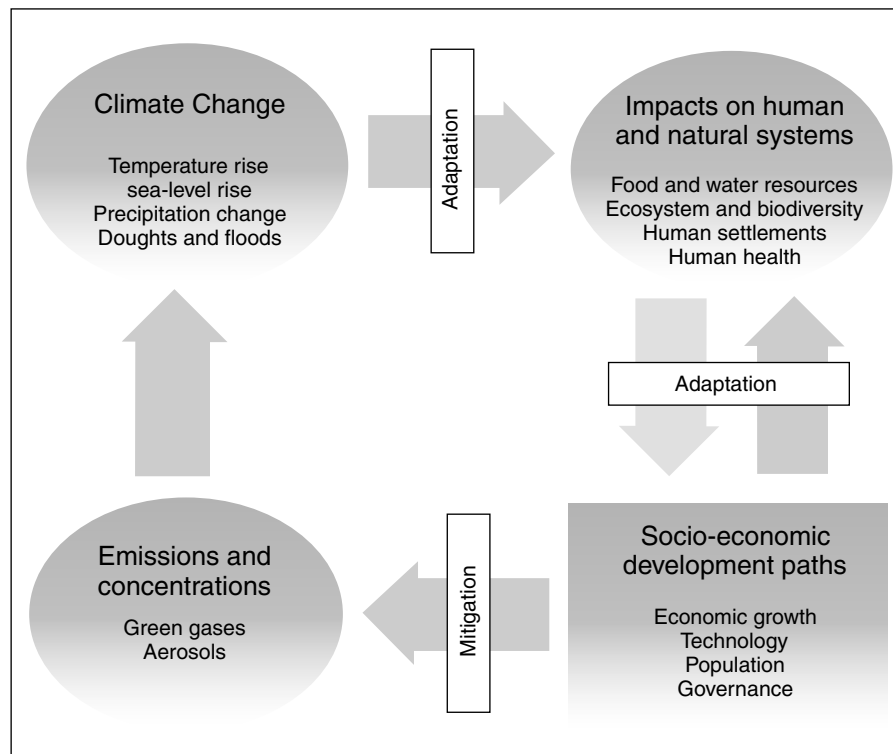 Climate Change
Temperature rise
sea-level rise
Precipitation change
Doughts and floods
Adaptation
Impacts on human
and natural systems
Food and water resources
Ecosystem and biodiversity
Human settlements
Human health
Adaptation
Emissions and
concentrations
Green gases
Aerosols
Mitigation
Socio-economic
development paths
Economic growth
Technology
Population
Governance